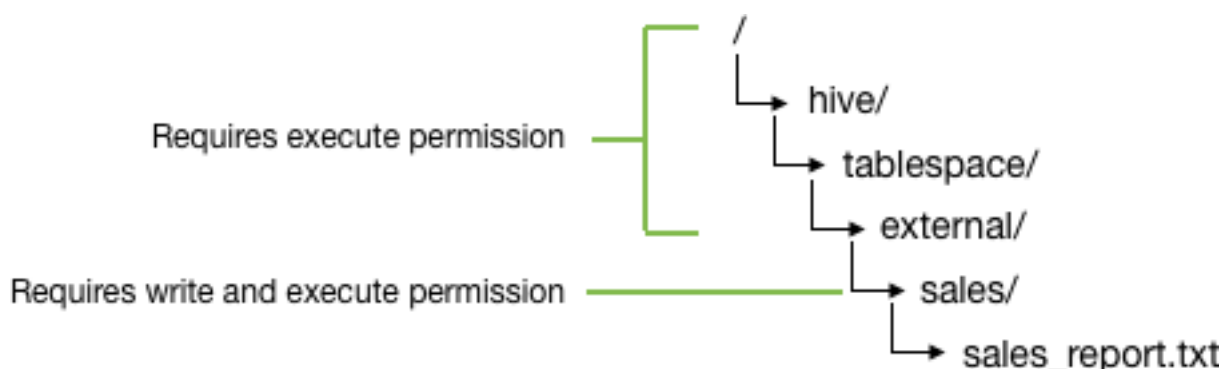 /
hive/
Requires execute permission
tablespace/
external/
Requires write and execute permission
sales/
sales_report.txt